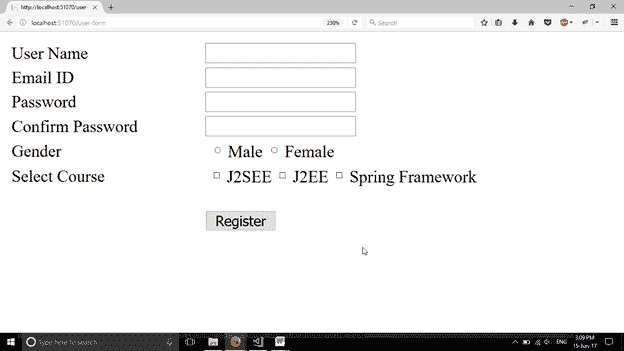 http://localhost:51070/user-
localhost:51070/user-form
230%
Search
User Name
Email ID
Password
Confirm Password
Gender
Male Female
Select Course
J2SEE J2EE Spring Framework
Register
Type here to search
ENG
3:09 PM
15-Jun-17